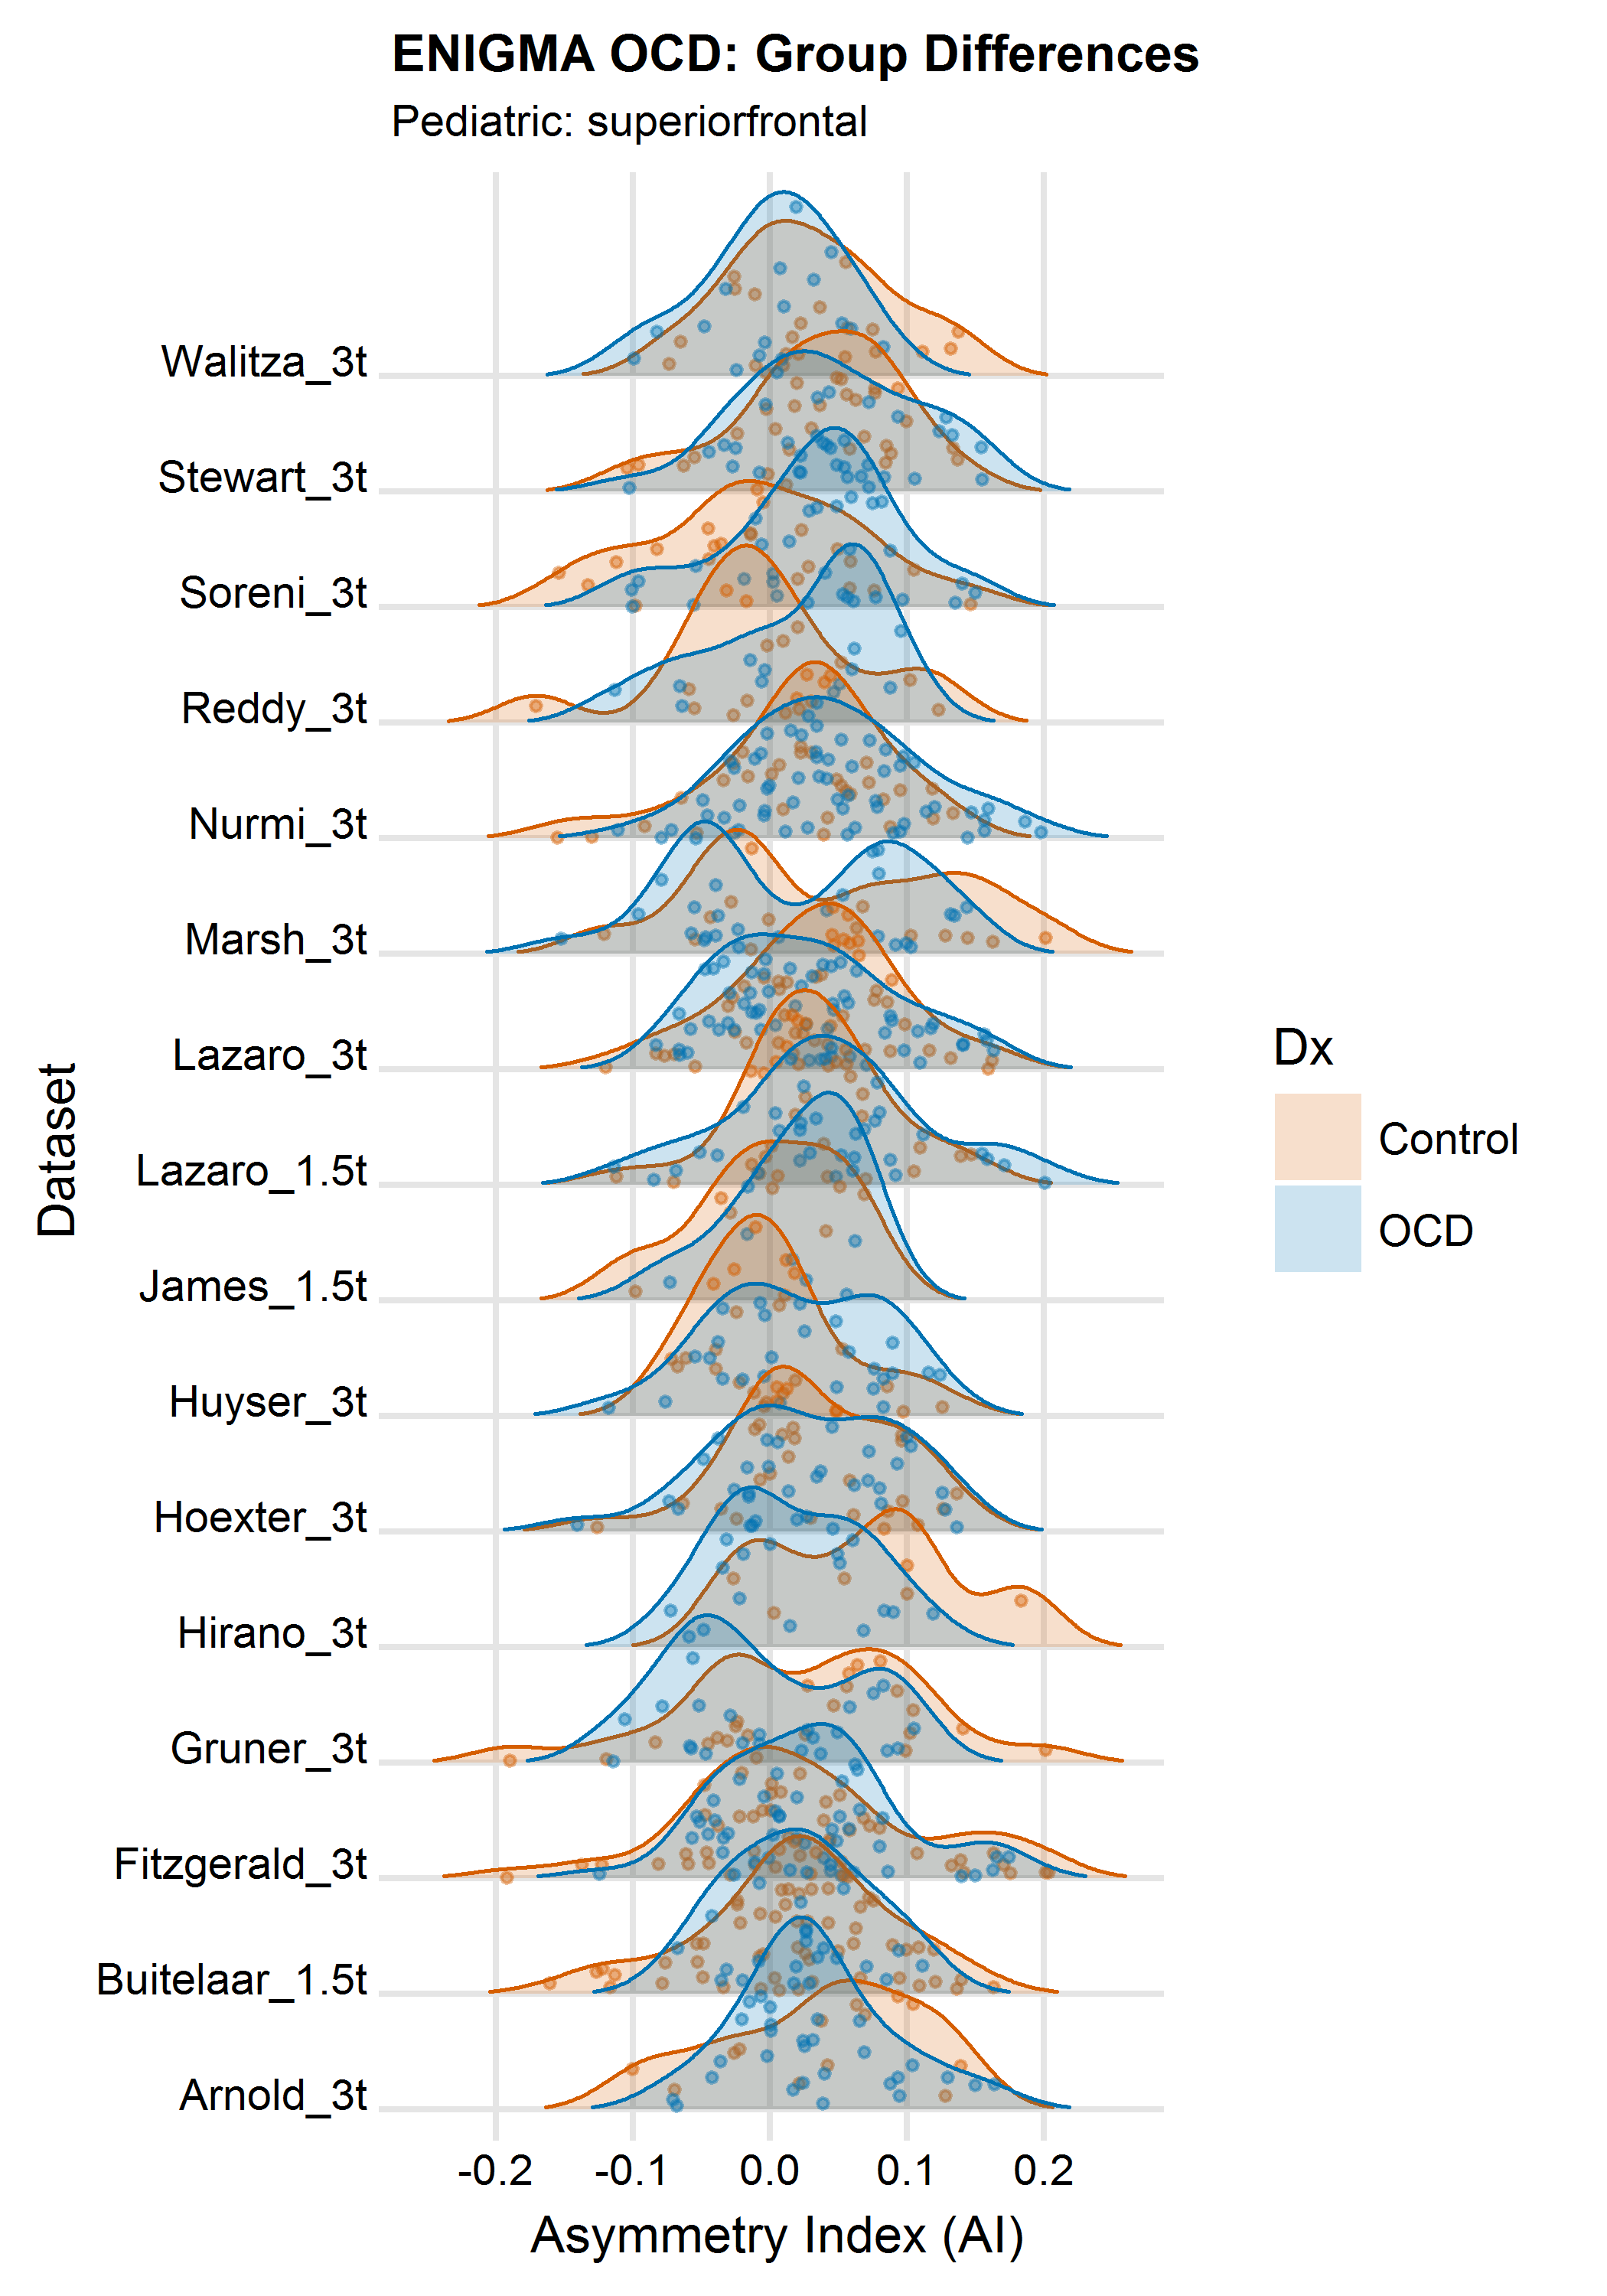 ENIGMA OCD: Group Differences
Pediatric: superiorfrontal
Walitza_3t
Stewart_3t
Soreni_3t
Reddy_3t
Nurmi_3t
Marsh_3t
Lazaro_3t
Lazaro_1.5t
James_1.5t
Huyser_3t
Hoexter_3t
Hirano_3t
Gruner_3t
Fitzgerald_3t
Buitelaar_1.5t
Arnold_3t
Dataset
-0.2 -0.1 0.0 0.1 0.2
Asymmetry Index (AI)
Dx
Control
OCD